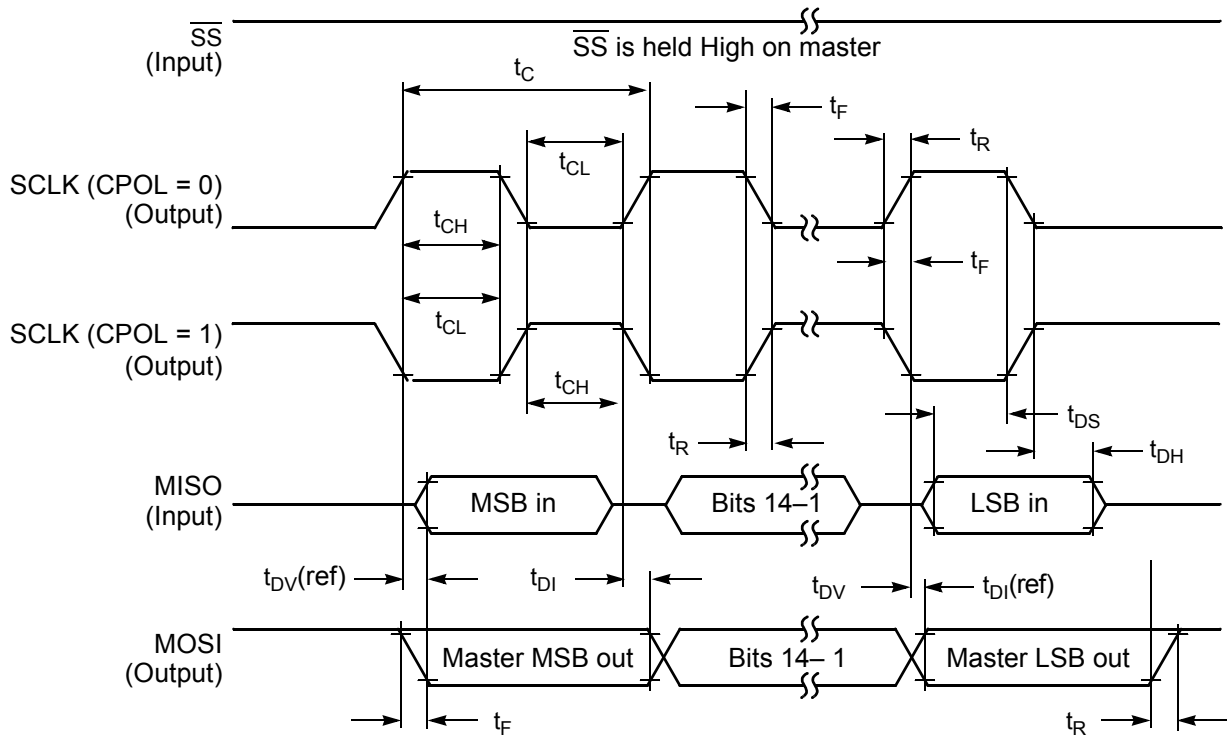 SS
(Input)
SS is held High on master
tC
tF
tCL
tR
SCLK (CPOL = 0)
(Output)
tCH
tF
tCL
SCLK (CPOL = 1)
(Output)
tCH
tDS
tR
tDH
MISO
(Input)
MSB in
Bits 14–1
LSB in
tDV(ref)
tDI
tDV
tDI(ref)
MOSI
(Output)
Master MSB out
Bits 14– 1
Master LSB out
tF
tR